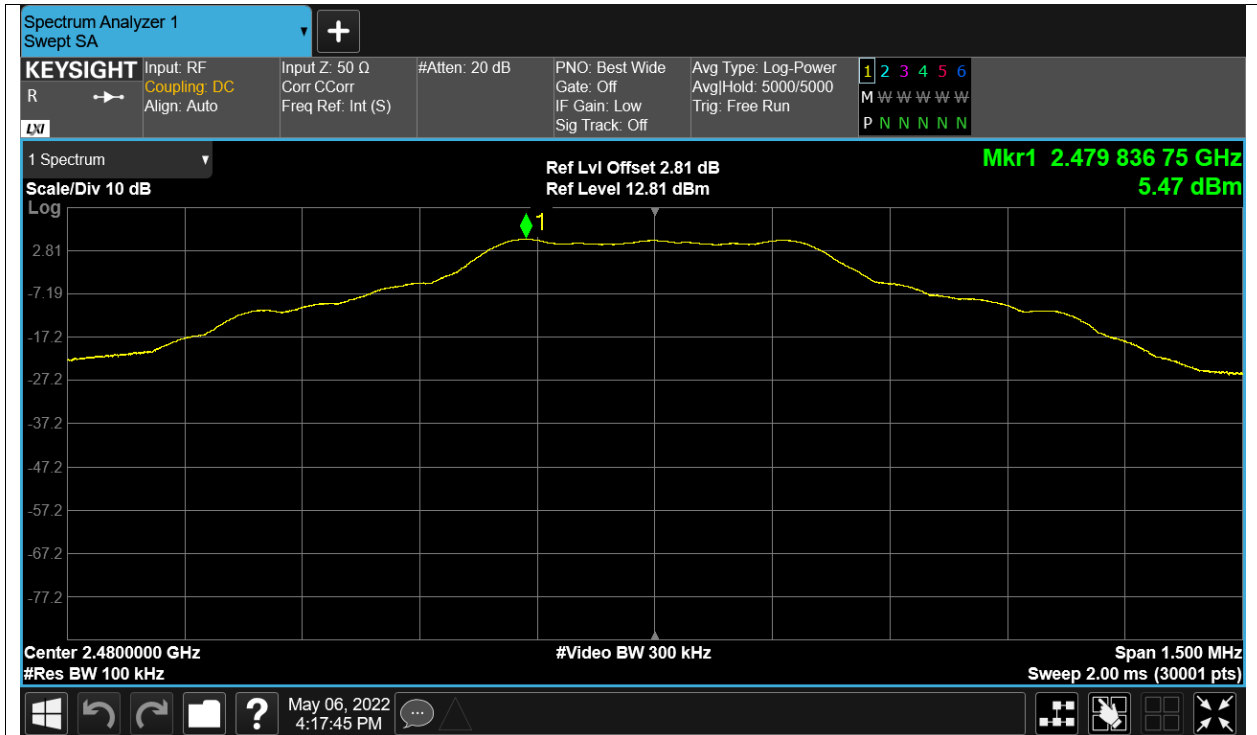 Spectrum Analyzer 1
Swept SA
+
KEYSIGHT
R
LXI
Input: RF
Coupling: DC
Align: Auto
Input Z: 50 Ω
Corr CCorr
Freq Ref: Int (S)
#Atten: 20 dB
PNO: Best Wide
Gate: Off
IF Gain: Low
Sig Track: Off
Avg Type: Log-Power
Avg|Hold: 5000/5000
Trig: Free Run
1 2 3 4 5 6
M W W W W W
P N N N N N
1 Spectrum
Scale/Div 10 dB
Log
Ref Lvl Offset 2.81 dB
Ref Level 12.81 dBm
Mkr1 2.479 836 75 GHz
5.47 dBm
1
2.81
-7.19
-17.2
-27.2
-37.2
-47.2
-57.2
-67.2
-77.2
Center 2.4800000 GHz
#Res BW 100 kHz
#Video BW 300 kHz
Span 1.500 MHz
Sweep 2.00 ms (30001 pts)
?
May 06, 2022
4:17:45 PM